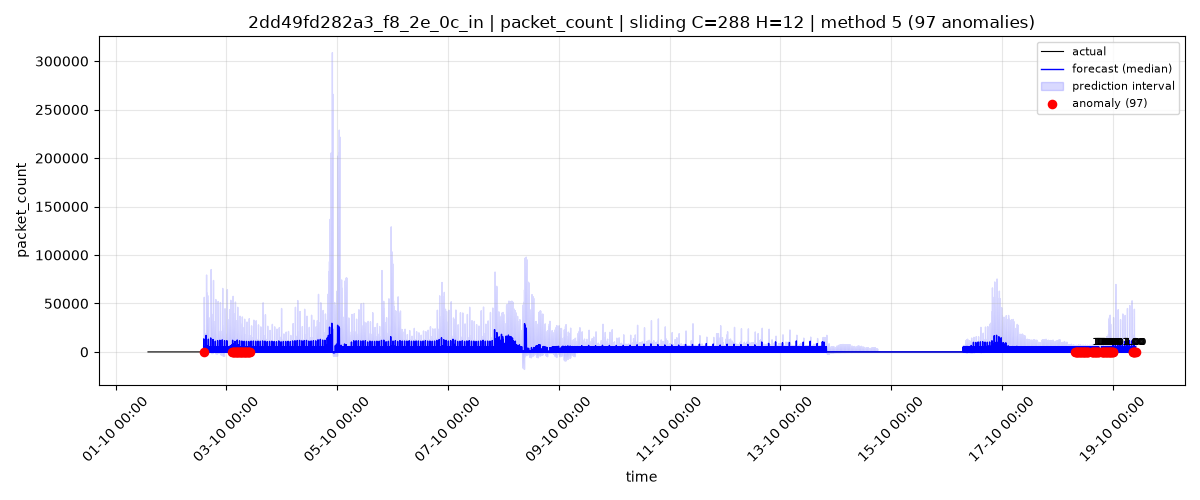 2dd49fd282a3_f8_2e_0c_in | packet_count | sliding C=288 H=12 | method 5 (97 anomalies)
packet_count
300000
250000
200000
150000
100000
50000
0
actual
forecast (median)
prediction interval
anomaly (97)
01-10 00:00
03-10 00:00
05-10 00:00
07-10 00:00
09-10 00:00
11-10 00:00
13-10 00:00
15-10 00:00
17-10 00:00
19-10 00:00
time